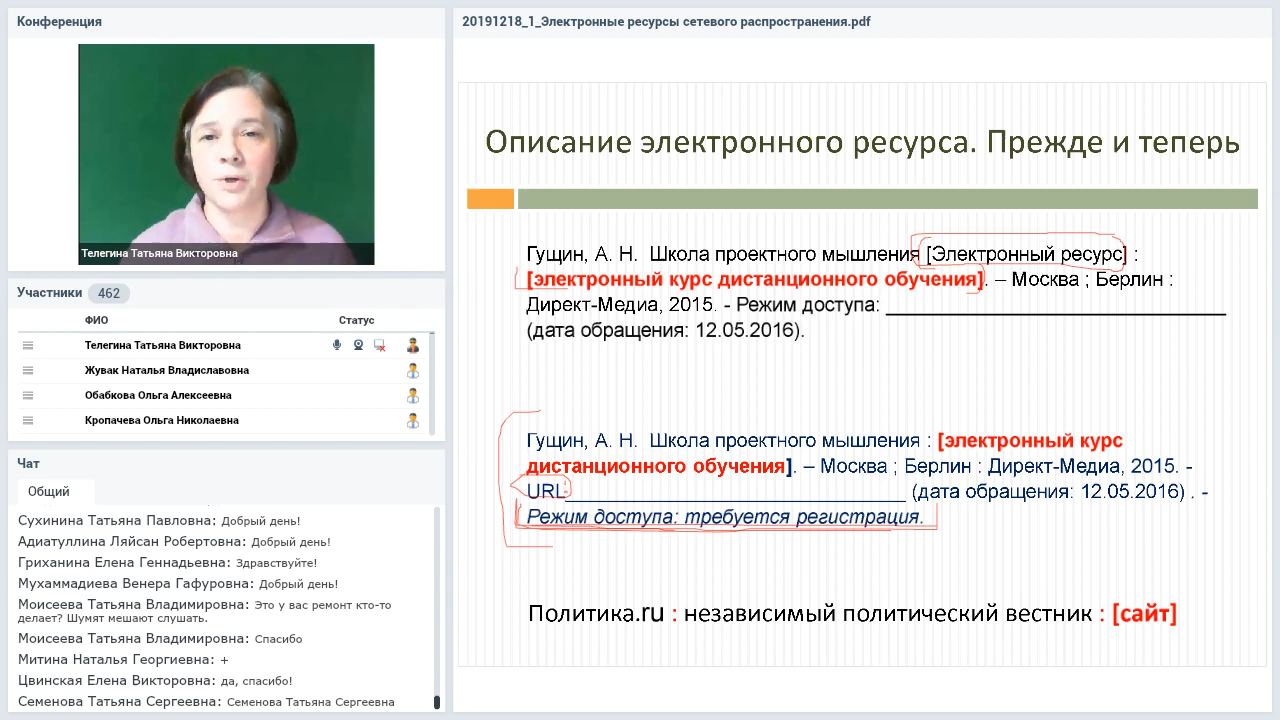 Конференция
Телегина Татьяна Викторовна
Участники 462
ФИО Статус
Телегина Татьяна Викторовна
Жувак Наталья Владиславовна
Обабкова Ольга Алексеевна
Кропачева Ольга Николаевна
Чат
Общий
Сухинина Татьяна Павловна: Добрый день!
Адиатуллина Ляйсан Робертовна: Добрый день!
Гриханина Елена Геннадьевна: Здравствуйте!
Мухаммадиева Венера Гафуровна: Добрый день!
Моисеева Татьяна Владимировна: Это у вас ремонт кто-то
делает? Шумят мешают слушать.
Моисеева Татьяна Владимировна: Спасибо
Митина Наталья Георгиевна: +
Цвинская Елена Викторовна: да, спасибо!
Семенова Татьяна Сергеевна: Семенова Татьяна Сергеевна
20191218_1_Электронные ресурсы сетевого распространения.pdf
Описание электронного ресурса. Прежде и теперь
Гущин, А. Н. Школа проектного мышления [Электронный ресурс] :
[электронный курс дистанционного обучения]. – Москва ; Берлин :
Директ-Медиа, 2015. - Режим доступа: ______________________________
(дата обращения: 12.05.2016).
Гущин, А. Н. Школа проектного мышления : [электронный курс
дистанционного обучения]. – Москва ; Берлин : Директ-Медиа, 2015. -
URL______________________________ (дата обращения: 12.05.2016) . -
Режим доступа: требуется регистрация.
Политика.ru : независимый политический вестник : [сайт]